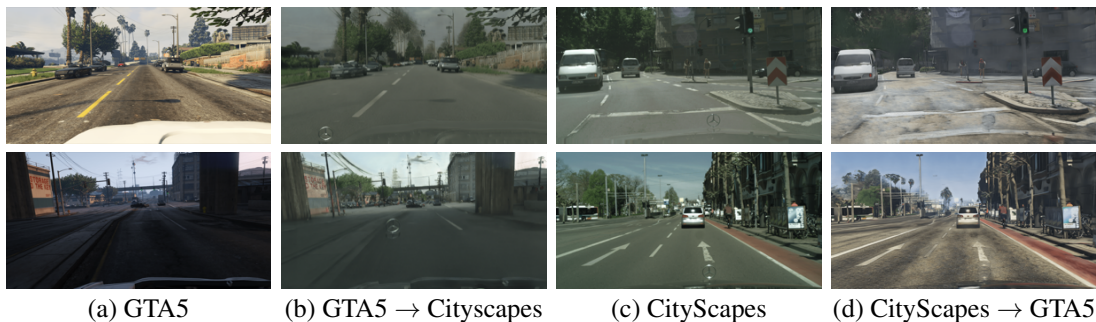 (a) GTA5
(b) GTA5 → Cityscapes
(c) CityScapes
(d) CityScapes → GTA5